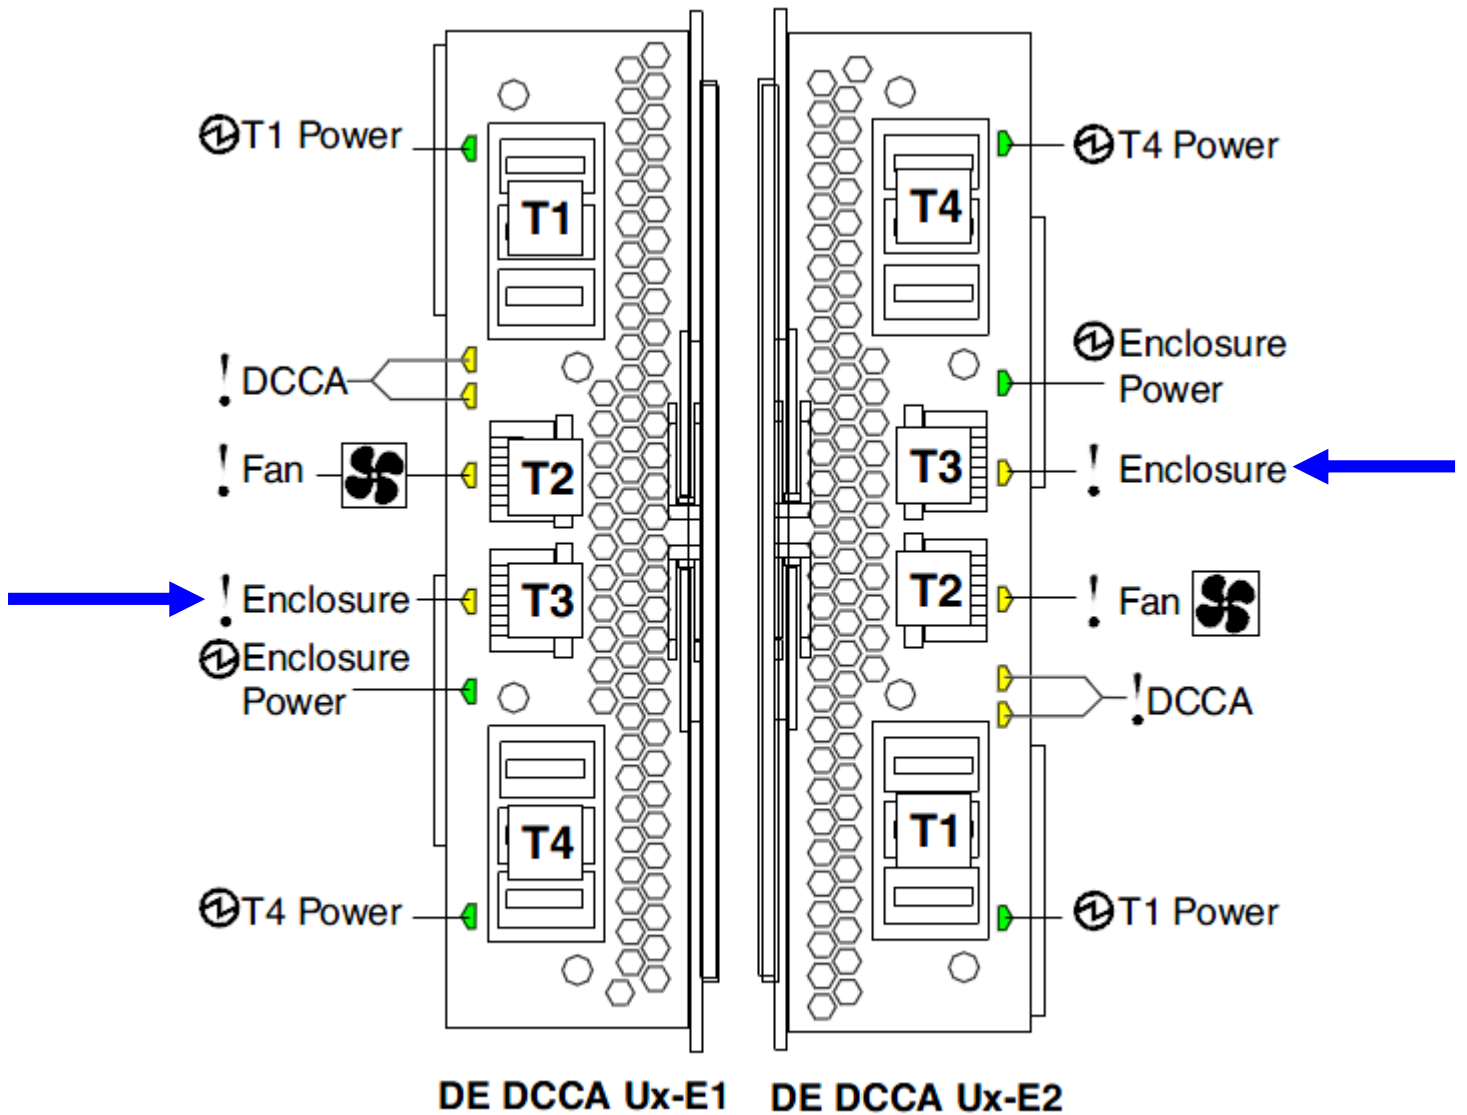 T1 Power
T1
! DCCA
! Fan
T2
! Enclosure
T3
Enclosure
Power
T4
T4 Power
DE DCCA Ux-E1
T4 Power
T4
Enclosure
Power
T3
! Enclosure
T2
! Fan
! DCCA
T1
T1 Power
DE DCCA Ux-E2